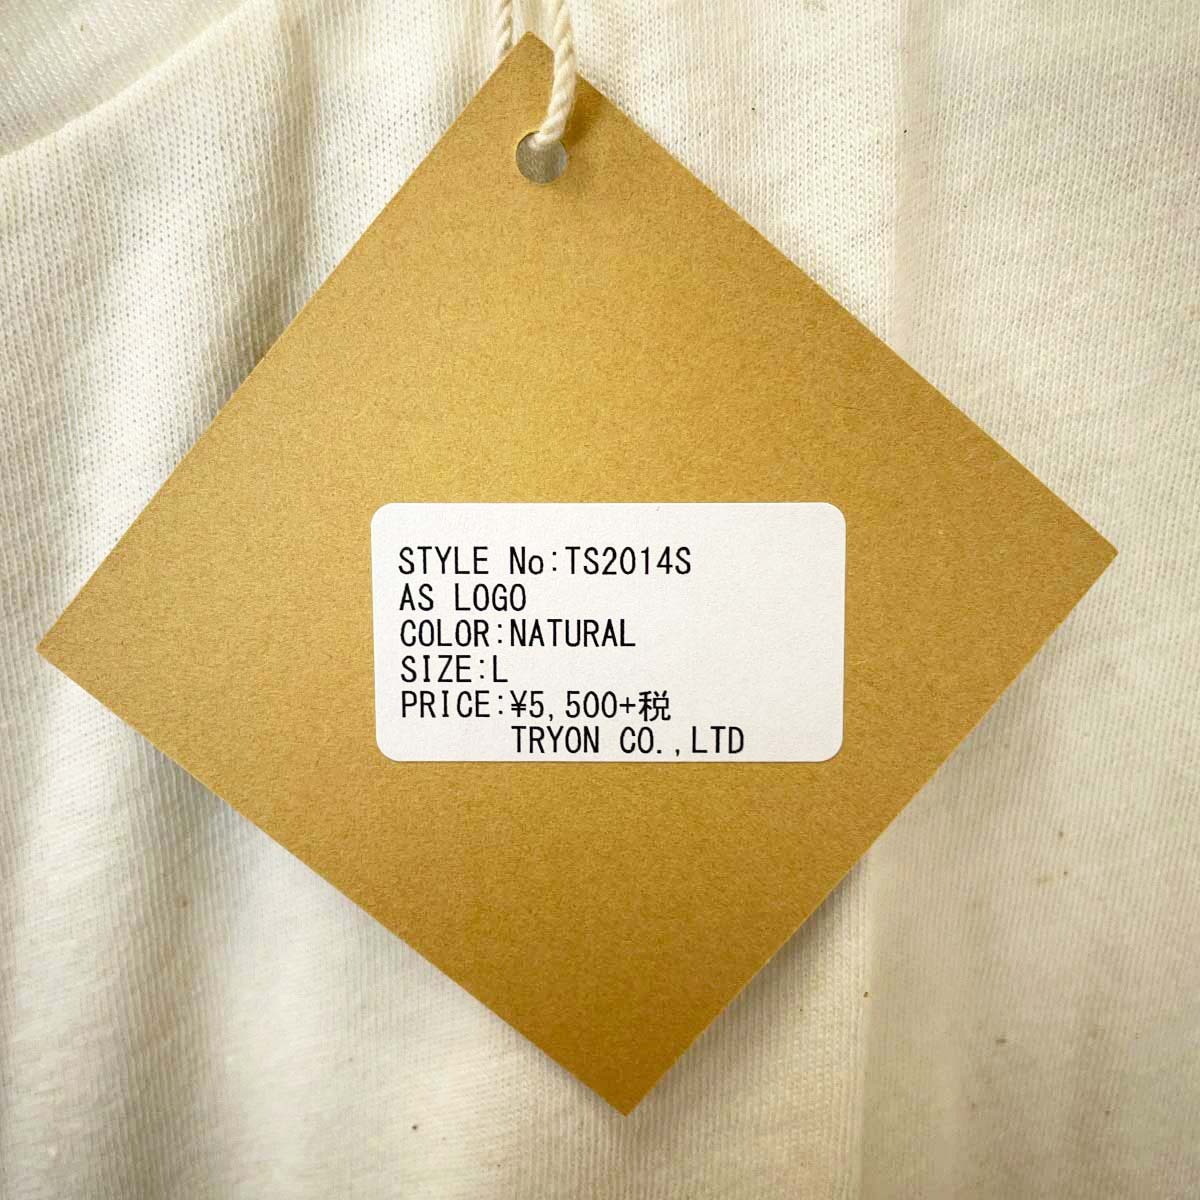 STYLE No:TS2014S
AS LOGO
COLOR:NATURAL
SIZE:L
PRICE:¥5,500+税
TRYON CO.,LTD